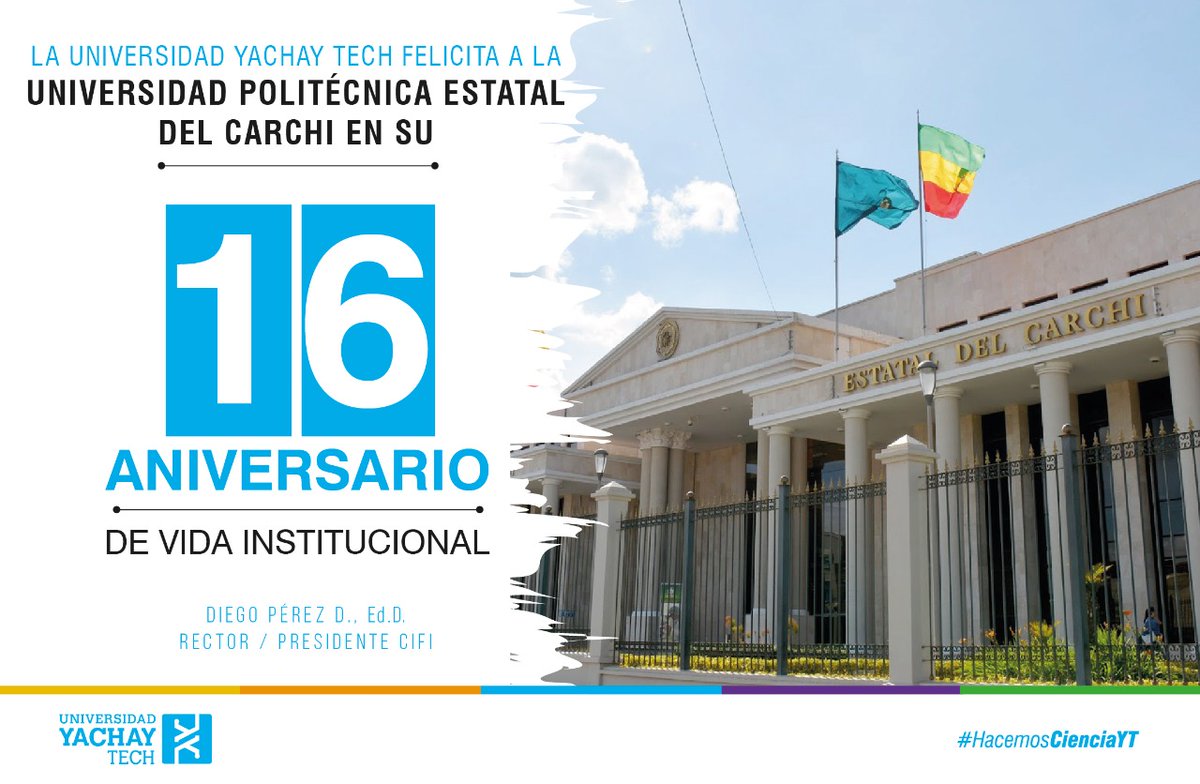 LA UNIVERSIDAD YACHAY TECH FELICITA A LA
UNIVERSIDAD POLITÉCNICA ESTATAL
DEL CARCHI EN SU
16
ANIVERSARIO
DE VIDA INSTITUCIONAL
DIEGO PÉREZ D., Ed.D.
RECTOR / PRESIDENTE CIFI
ESTATAL DEL CARCHI
UNIVERSIDAD
YACHAY
TECH
#HacemosCienciaYT